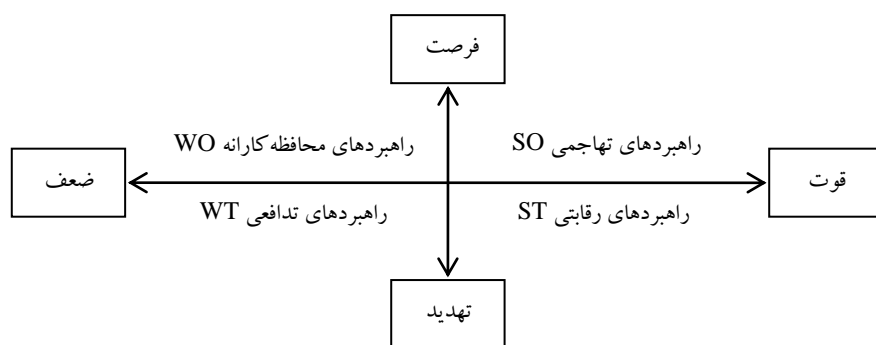 فرصت
راهبردهای تهاجمی SO
راهبردهای محافظه‌کارانه WO
قوت
ضعف
راهبردهای رقابتی ST
راهبردهای تدافعی WT
تهدید